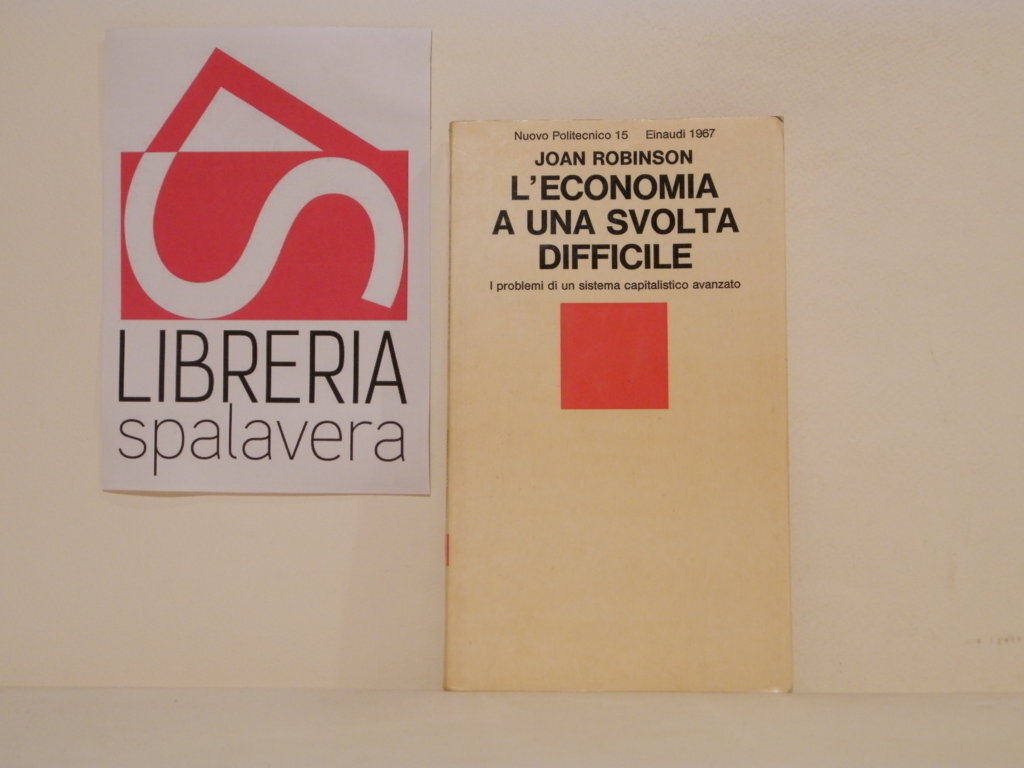 LIBRERIA
spalavera
Nuovo Politecnico 15 Einaudi 1967
JOAN ROBINSON
L'ECONOMIA
A UNA SVOLTA
DIFFICILE
I problemi di un sistema capitalistico avanzato